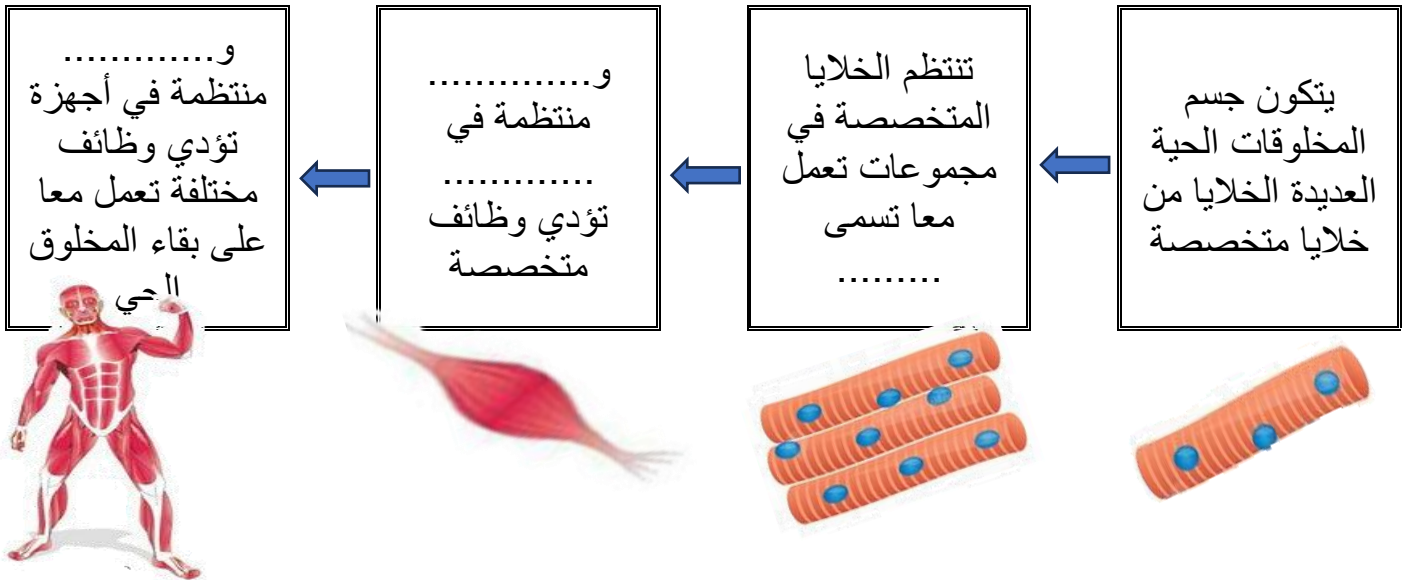 يتكون جسم
المخلوقات الحية
العديدة الخلايا من
خلايا متخصصة
تنتظم الخلايا
المتخصصة في
مجموعات تعمل
معا تسمى
.........
و..............
منتظمة في
.............
تؤدي وظائف
متخصصة
و.............
منتظمة في أجهزة
تؤدي وظائف
مختلفة تعمل معا
على بقاء المخلوق
الحي